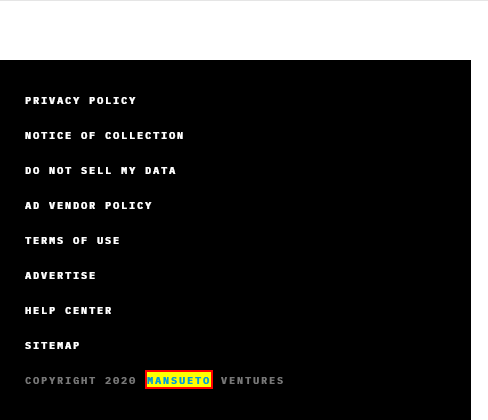 PRIVACY POLICY
NOTICE OF COLLECTION
DO NOT SELL MY DATA
AD VENDOR POLICY
TERMS OF USE
ADVERTISE
HELP CENTER
SITEMAP
COPYRIGHT 2020 MANSUETO VENTURES